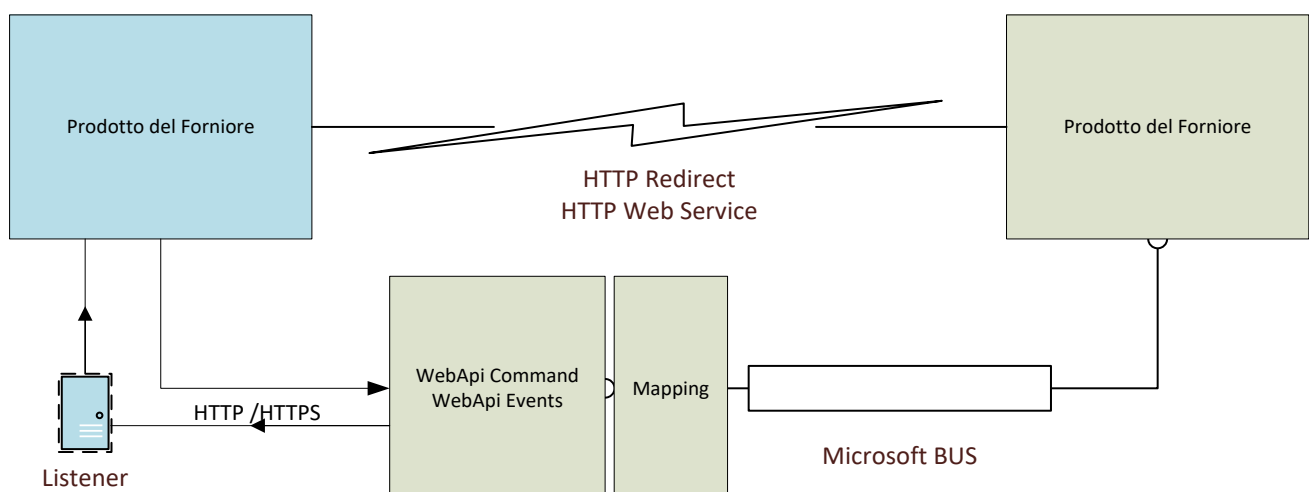 Prodotto del Forniore
Prodotto del Forniore
HTTP Redirect
HTTP Web Service
WebApi Command
WebApi Events
Mapping
HTTP /HTTPS
Microsoft BUS
Listener